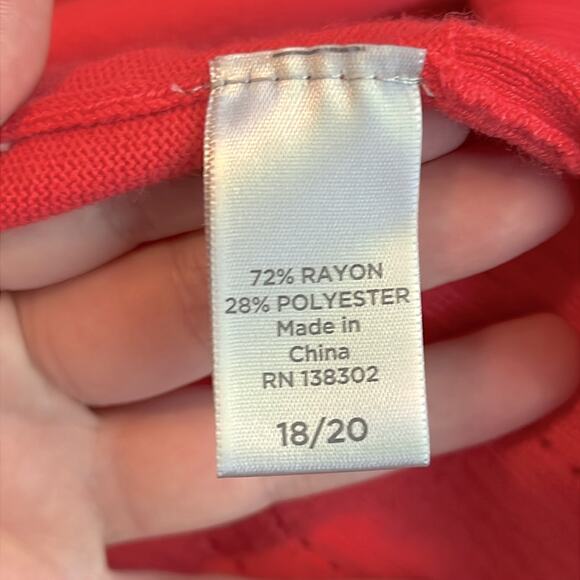 72% RAYON
28% POLYESTER
Made in
China
RN 138302
18/20